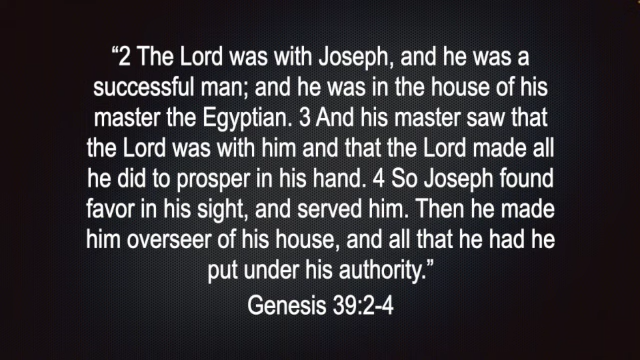 “2 The Lord was with Joseph, and he was a
successful man; and he was in the house of his
master the Egyptian. 3 And his master saw that
the Lord was with him and that the Lord made all
he did to prosper in his hand. 4 So Joseph found
favor in his sight, and served him. Then he made
him overseer of his house, and all that he had he
put under his authority.”
Genesis 39:2-4